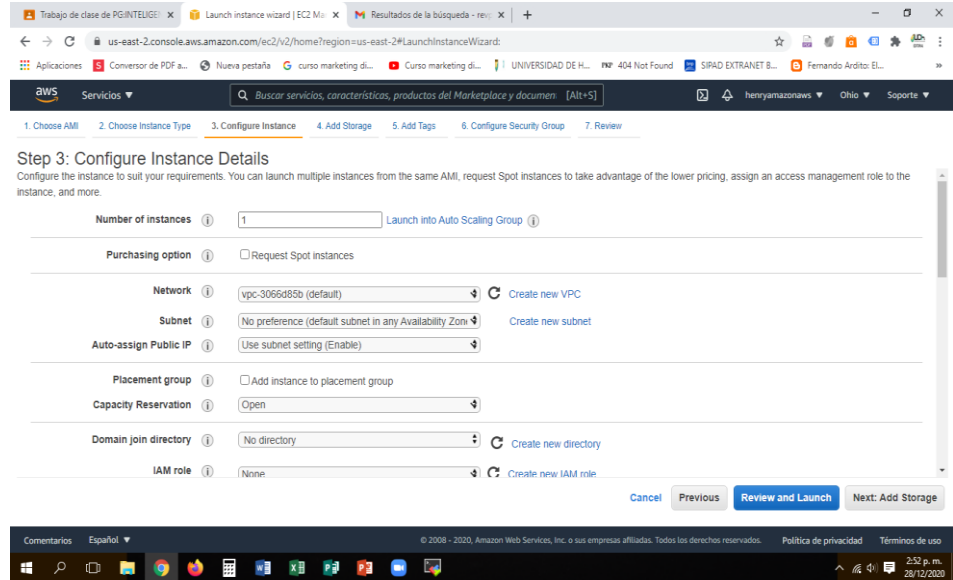 Trabajo de clase de PG:INTELIGEN
Launch instance wizard | EC2 Man
Resultados de la búsqueda - revp
us-east-2.console.aws.amazon.com/ec2/v2/home?region=us-east-2#LaunchInstanceWizard:
Aplicaciones Conversor de PDF a... Nueva pestaña curso marketing di... Curso marketing di... UNIVERSIDAD DE H... 404 Not Found SIPAD EXTRANET B... Fernando Ardito: El... »
aws Servicios Buscar servicios, características, productos del Marketplace y documen [Alt+S] henryamazonaws Ohio Soporte
1. Choose AMI 2. Choose Instance Type 3. Configure Instance 4. Add Storage 5. Add Tags 6. Configure Security Group 7. Review
Step 3: Configure Instance Details
Configure the instance to suit your requirements. You can launch multiple instances from the same AMI, request Spot instances to take advantage of the lower pricing, assign an access management role to the
instance, and more.
Number of instances 1 Launch into Auto Scaling Group
Purchasing option Request Spot instances
Network vpc-3066d85b (default) Create new VPC
Subnet No preference (default subnet in any Availability Zon Create new subnet
Auto-assign Public IP Use subnet setting (Enable)
Placement group Add instance to placement group
Capacity Reservation Open
Domain join directory No directory Create new directory
IAM role None Create new IAM role
Cancel Previous Review and Launch Next: Add Storage
Comentarios Español © 2008 - 2020, Amazon Web Services, Inc. o sus empresas afiliadas. Todos los derechos reservados. Política de privacidad Términos de uso
2:52 p. m.
28/12/2020